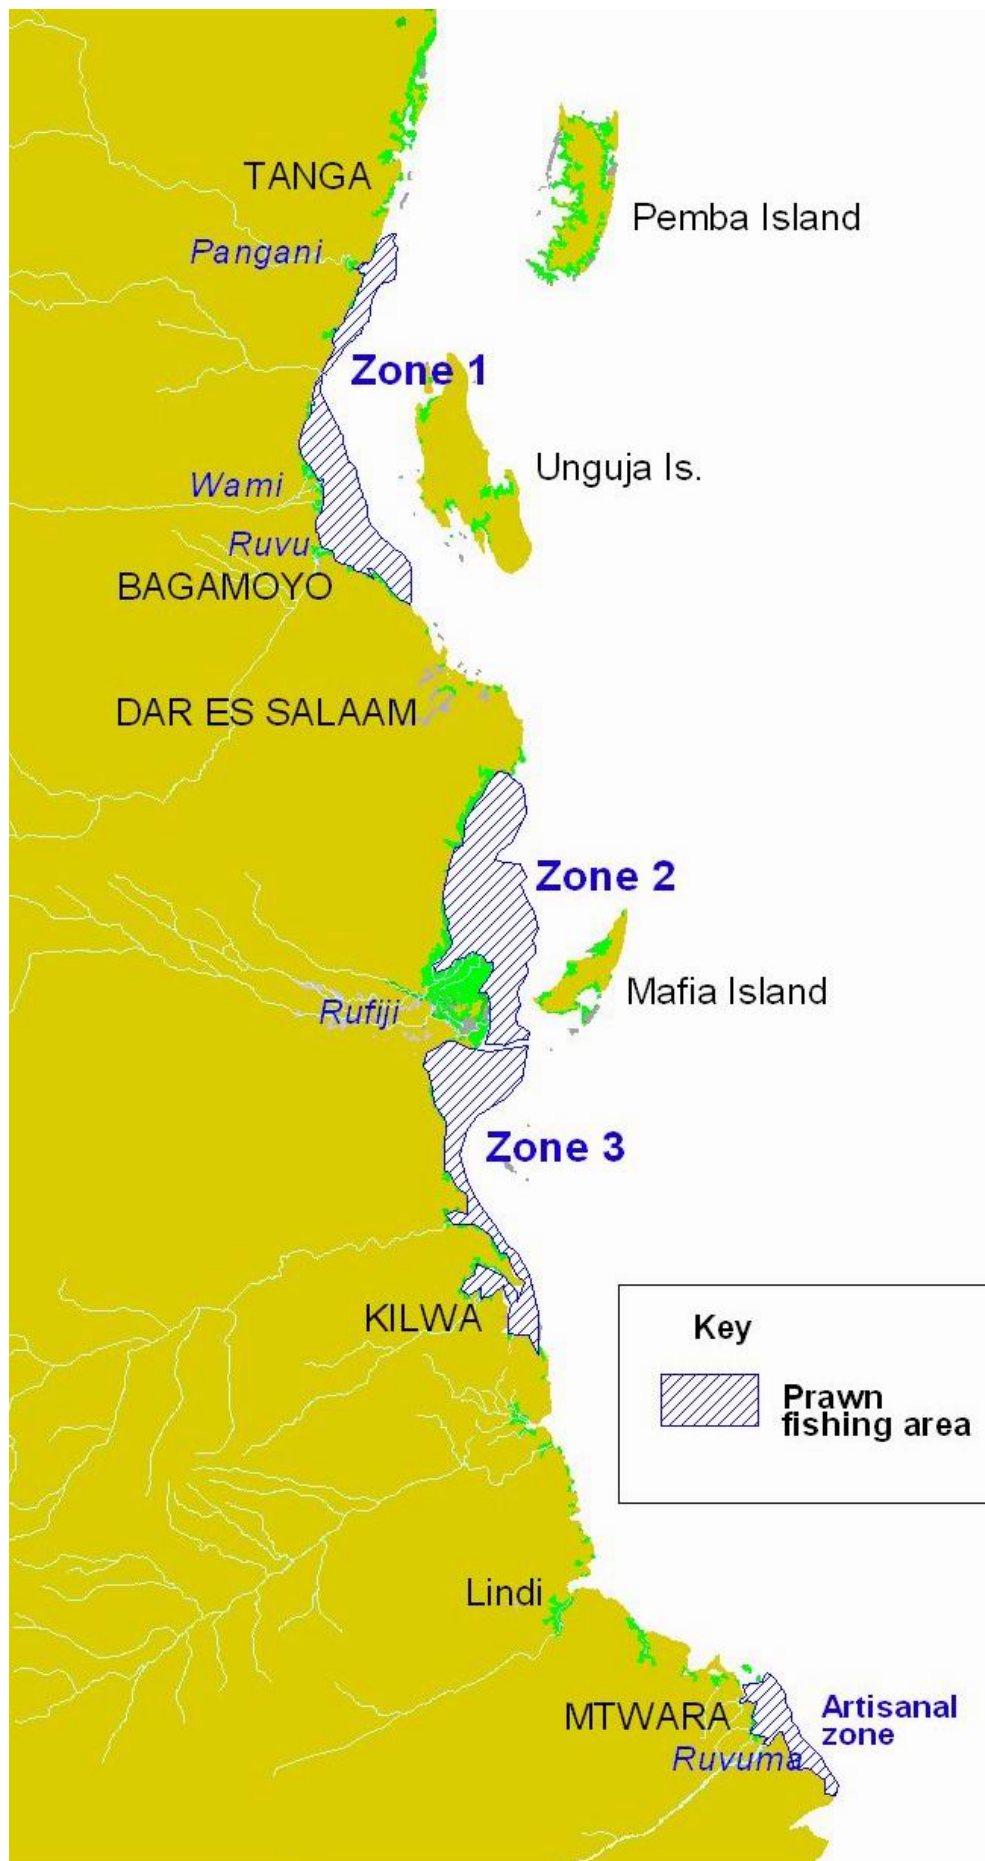 TANGA
Pemba Island
Pangani
Zone 1
Unguja Is.
Wami
Ruvu
BAGAMOYO
DAR ES SALAAM
Zone 2
Mafia Island
Rufiji
Zone 3
KILWA
Key
Prawn
fishing area
Lindi
MTWARA
Artisanal
zone
Ruvuma